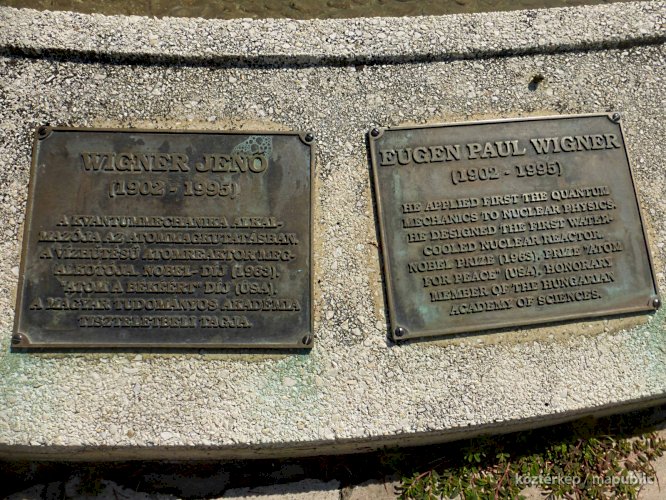 WIGNER JENŐ
(1902 - 1995)
A KVANTUMMECHANIKA ALKAL-
MAZÓJA AZ ATOMMAGKUTATÁSBAN.
A VÍZHŰTÉSŰ ATOMREAKTOR MEG-
ALKOTÓJA. NOBEL-DÍJ (1963).
"ATOM A BÉKÉÉRT" DÍJ (USA).
A MAGYAR TUDOMÁNYOS AKADÉMIA
TISZTELETBELI TAGJA.
EUGEN PAUL WIGNER
(1902 - 1995)
HE APPLIED FIRST THE QUANTUM
MECHANICS TO NUCLEAR PHYSICS.
HE DESIGNED THE FIRST WATER-
COOLED NUCLEAR REACTOR.
NOBEL PRIZE (1963), PRIZE "ATOM
FOR PEACE" (USA), HONORARY
MEMBER OF THE HUNGARIAN
ACADEMY OF SCIENCES.
köztérkép / mapublic